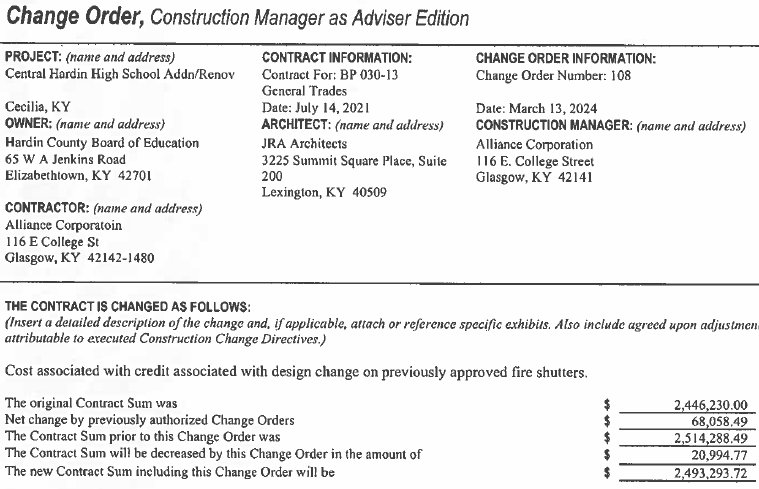 Change Order, Construction Manager as Adviser Edition
PROJECT: (name and address)
Central Hardin High School Addn/Renov
Cecilia, KY
CONTRACT INFORMATION:
Contract For: BP 030-13
General Trades
Date: July 14, 2021
CHANGE ORDER INFORMATION:
Change Order Number: 108
Date: March 13, 2024
OWNER: (name and address)
Hardin County Board of Education
65 W A Jenkins Road
Elizabethtown, KY 42701
ARCHITECT: (name and address)
JRA Architects
3225 Summit Square Place, Suite
200
Lexington, KY 40509
CONSTRUCTION MANAGER: (name and address)
Alliance Corporation
116 E. College Street
Glasgow, KY 42141
CONTRACTOR: (name and address)
Alliance Corporatoin
116 E College St
Glasgow, KY 42142-1480
THE CONTRACT IS CHANGED AS FOLLOWS:
(Insert a detailed description of the change and, if applicable, attach or reference specific exhibits. Also include agreed upon adjustmen
attributable to executed Construction Change Directives.)
Cost associated with credit associated with design change on previously approved fire shutters.
The original Contract Sum was $ 2,446,230.00
Net change by previously authorized Change Orders $ 68,058.49
The Contract Sum prior to this Change Order was $ 2,514,288.49
The Contract Sum will be decreased by this Change Order in the amount of $ 20,994.77
The new Contract Sum including this Change Order will be $ 2,493,293.72